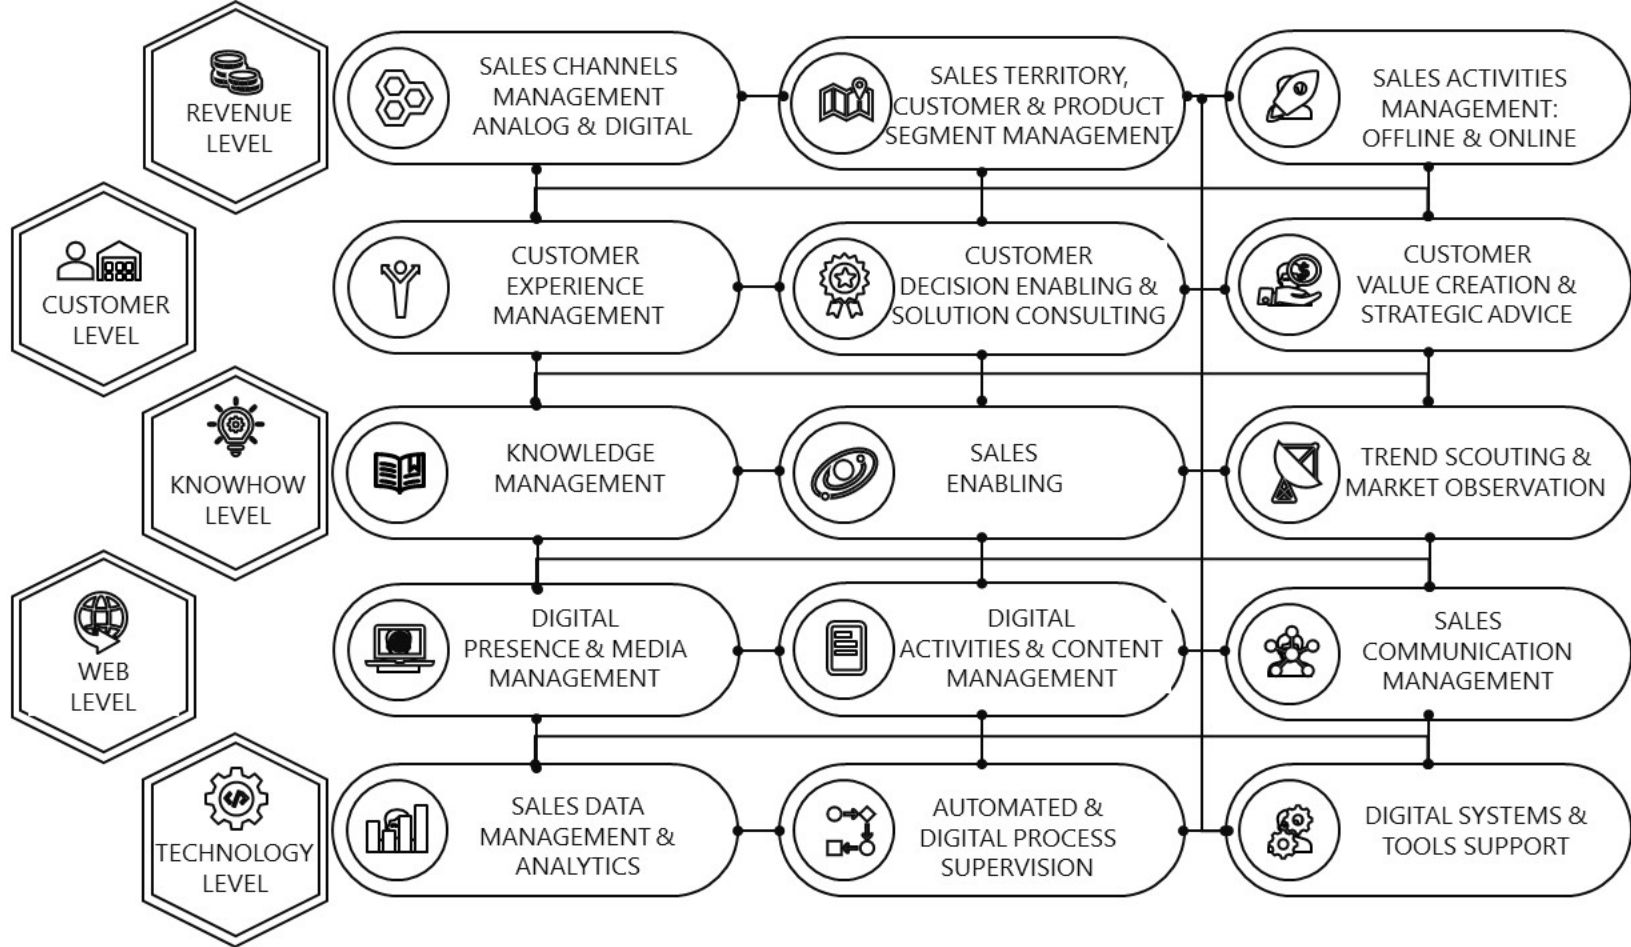 REVENUE
LEVEL
SALES CHANNELS
MANAGEMENT
ANALOG & DIGITAL
SALES TERRITORY,
CUSTOMER & PRODUCT
SEGMENT MANAGEMENT
SALES ACTIVITIES
MANAGEMENT:
OFFLINE & ONLINE
CUSTOMER
LEVEL
CUSTOMER
EXPERIENCE
MANAGEMENT
CUSTOMER
DECISION ENABLING &
SOLUTION CONSULTING
CUSTOMER
VALUE CREATION &
STRATEGIC ADVICE
KNOWHOW
LEVEL
KNOWLEDGE
MANAGEMENT
SALES
ENABLING
TREND SCOUTING &
MARKET OBSERVATION
WEB
LEVEL
DIGITAL
PRESENCE & MEDIA
MANAGEMENT
DIGITAL
ACTIVITIES & CONTENT
MANAGEMENT
SALES
COMMUNICATION
MANAGEMENT
TECHNOLOGY
LEVEL
SALES DATA
MANAGEMENT &
ANALYTICS
AUTOMATED &
DIGITAL PROCESS
SUPERVISION
DIGITAL SYSTEMS &
TOOLS SUPPORT